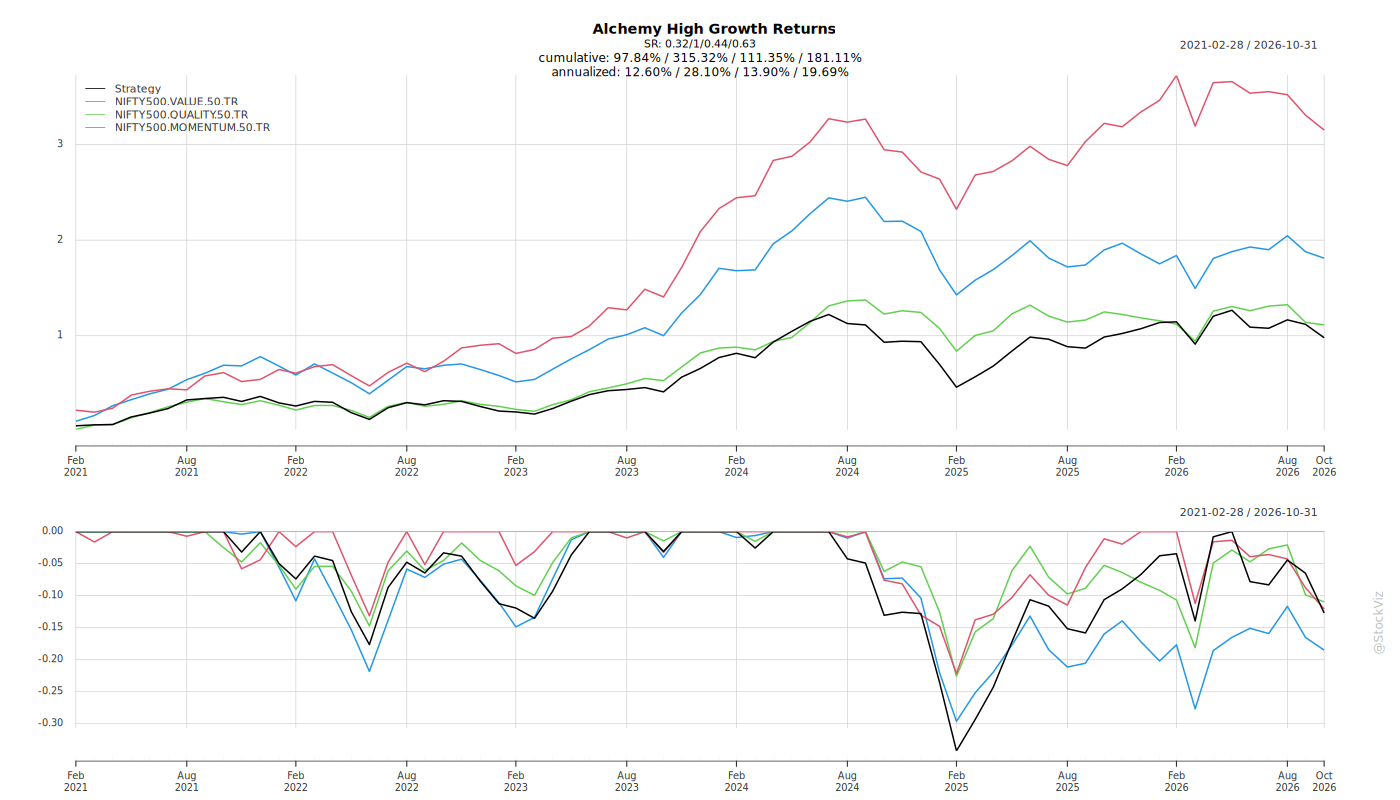 Alchemy High Growth Returns
SR: 0.32/1/0.44/0.63
cumulative: 97.84% / 315.32% / 111.35% / 181.11%
annualized: 12.60% / 28.10% / 13.90% / 19.69%
2021-02-28 / 2026-10-31
Strategy
NIFTY500.VALUE.50.TR
NIFTY500.QUALITY.50.TR
NIFTY500.MOMENTUM.50.TR
3
2
1
Feb 2021 Aug 2021 Feb 2022 Aug 2022 Feb 2023 Aug 2023 Feb 2024 Aug 2024 Feb 2025 Aug 2025 Feb 2026 Aug 2026 Oct 2026
2021-02-28 / 2026-10-31
0.00
-0.05
-0.10
-0.15
-0.20
-0.25
-0.30
Feb 2021 Aug 2021 Feb 2022 Aug 2022 Feb 2023 Aug 2023 Feb 2024 Aug 2024 Feb 2025 Aug 2025 Feb 2026 Aug 2026 Oct 2026
@StockViz